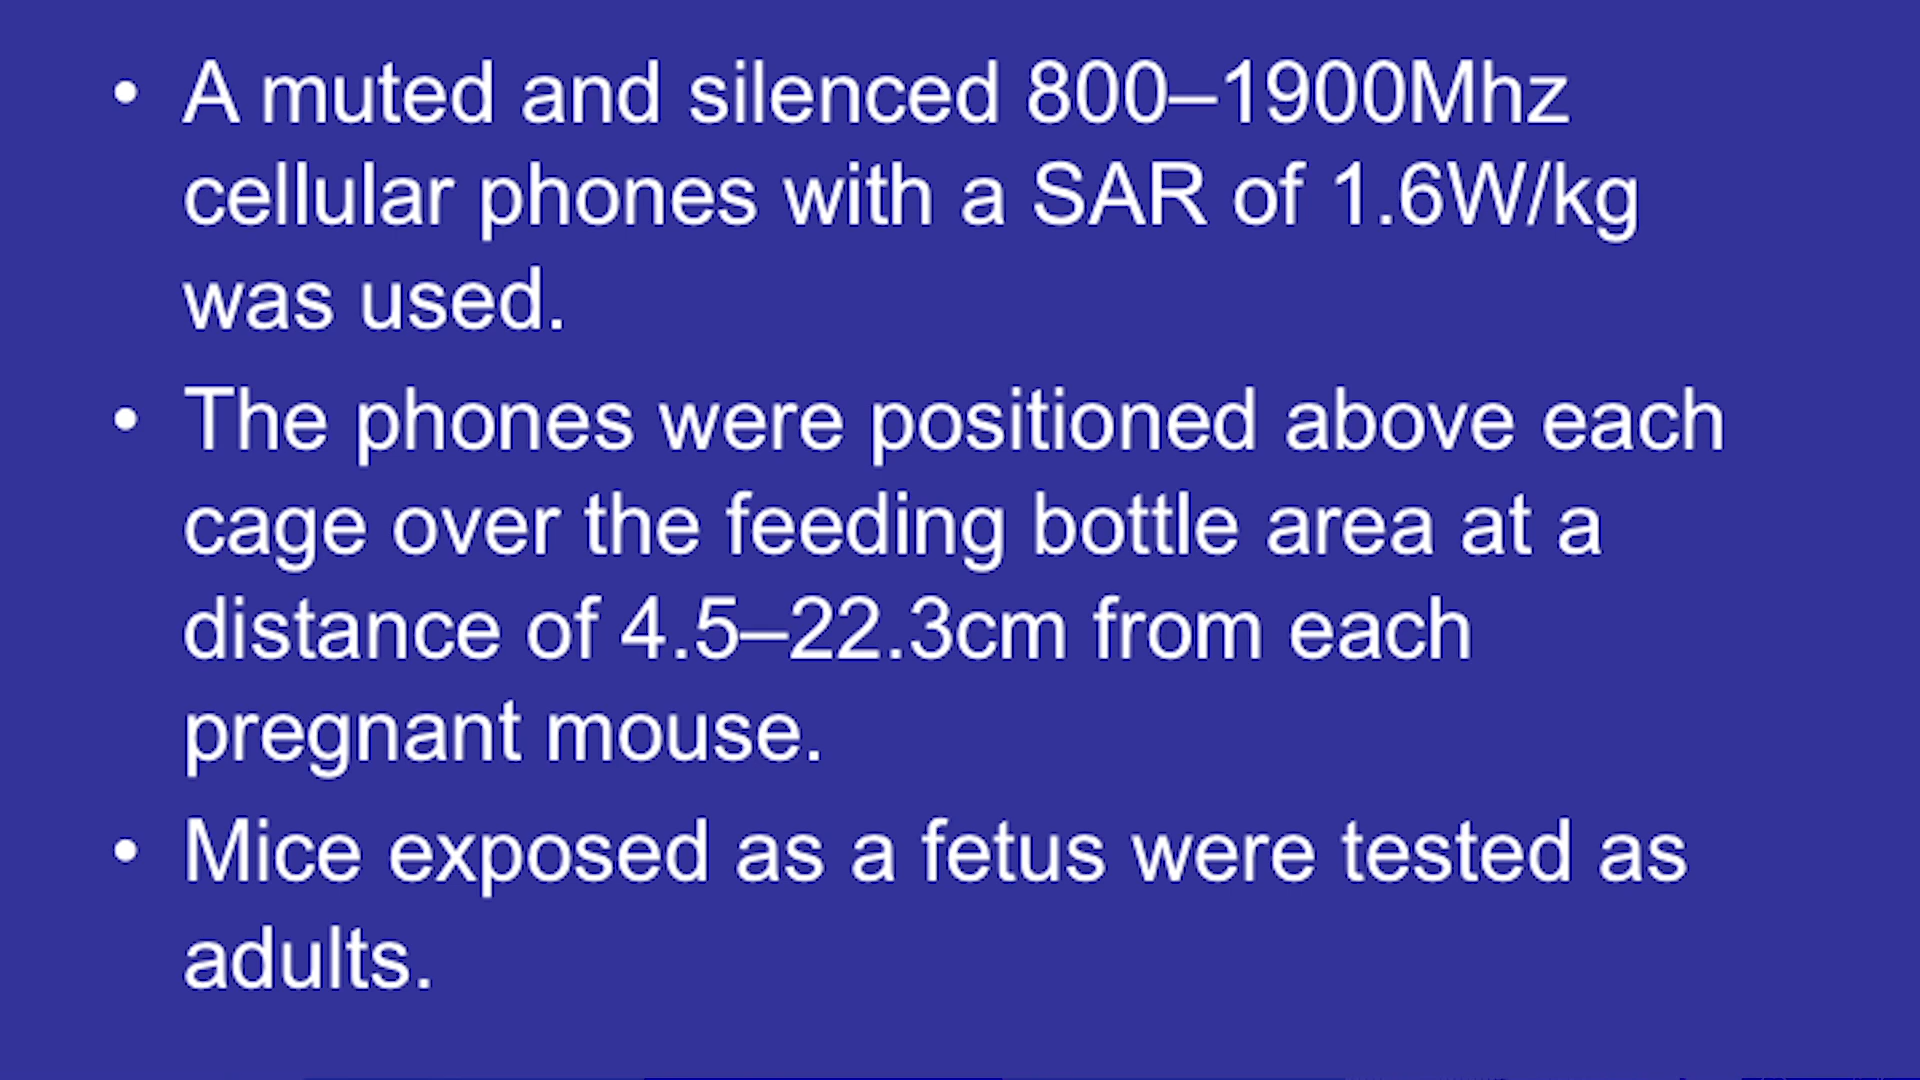 • A muted and silenced 800–1900Mhz
cellular phones with a SAR of 1.6W/kg
was used.
• The phones were positioned above each
cage over the feeding bottle area at a
distance of 4.5–22.3cm from each
pregnant mouse.
• Mice exposed as a fetus were tested as
adults.